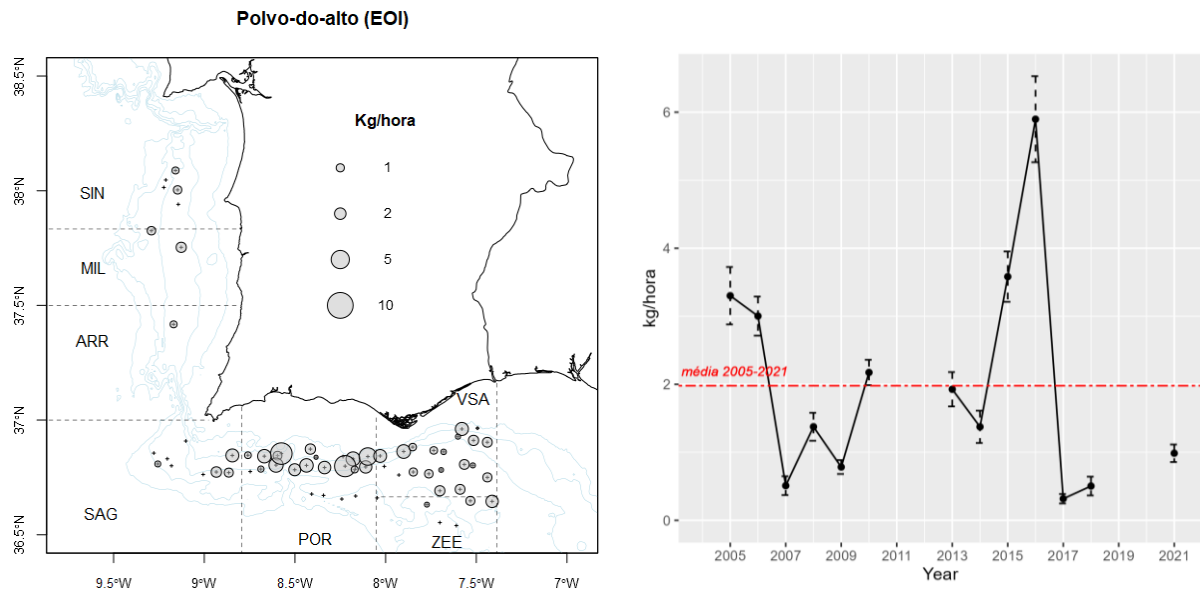 Polvo-do-alto (EOI)
38.5°N
38°N
37.5°N
37°N
36.5°N
9.5°W
9°W
8.5°W
8°W
7.5°W
7°W
SIN
MIL
ARR
SAG
POR
ZEE
VSA
Kg/hora
1
2
5
10
kg/hora
6
4
2
0
média 2005-2021
2005
2007
2009
2011
2013
2015
2017
2019
2021
Year